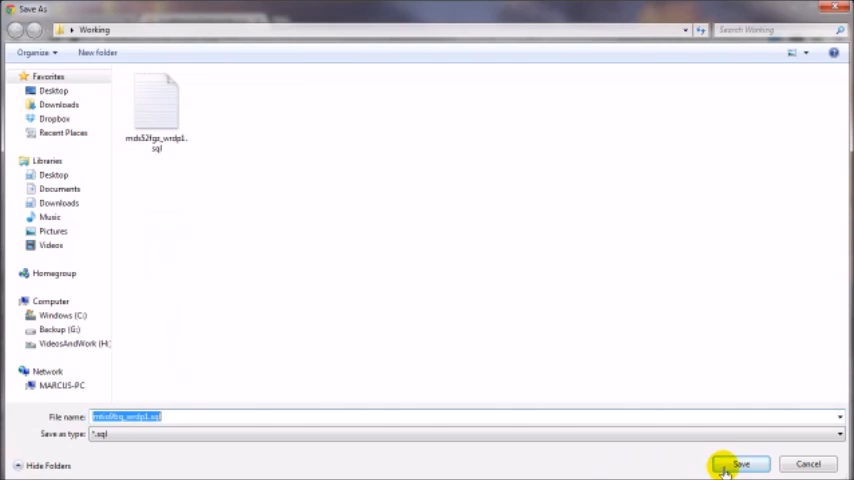 Save As
Working
Search Working
Organize
New folder
Favorites
Desktop
Downloads
Dropbox
Recent Places
Libraries
Desktop
Documents
Downloads
Music
Pictures
Videos
Homegroup
Computer
Windows (C:)
Backup (G:)
VideosAndWork (H:)
Network
MARCUS-PC
sql
File name:
Save as type:
*.sql
Hide Folders
Save
Cancel